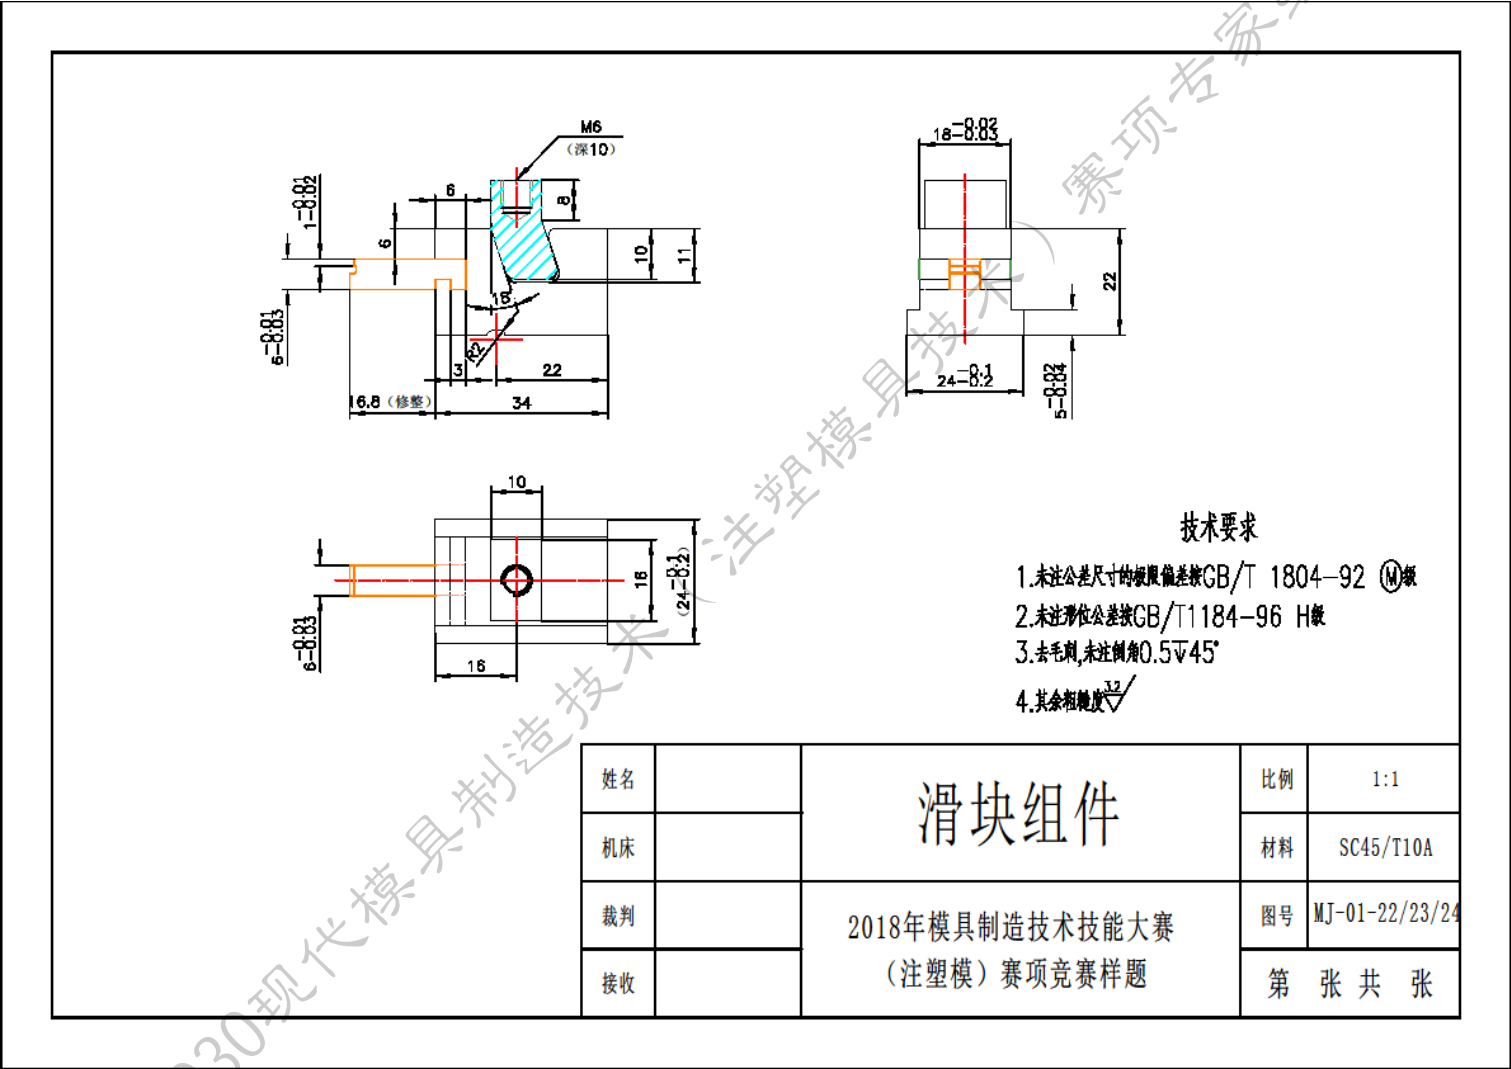 M6
(深10)
6
8
1-0.01
-0.02
6
10
11
6-0.01
-0.03
18
R2
3
22
16.8(修整)
34
18-0.02
-0.03
22
24-0.1
-0.2
5-0.02
-0.04
10
16
(24-0.1
-0.2)
6-0.01
-0.03
16
技术要求
1.未注公差尺寸的极限偏差按GB/T 1804-92 Ⓜ级
2.未注形位公差按GB/T1184-96 H级
3.去毛刺,未注倒角0.5∇45°
4.其余粗糙度3.2
姓名
滑块组件
比例
1:1
机床
材料
SC45/T10A
裁判
2018年模具制造技术技能大赛
(注塑模)赛项竞赛样题
图号
MJ-01-22/23/24
接收
第 张 共 张
030现代模具制造技术(注塑模具技术)赛项专家